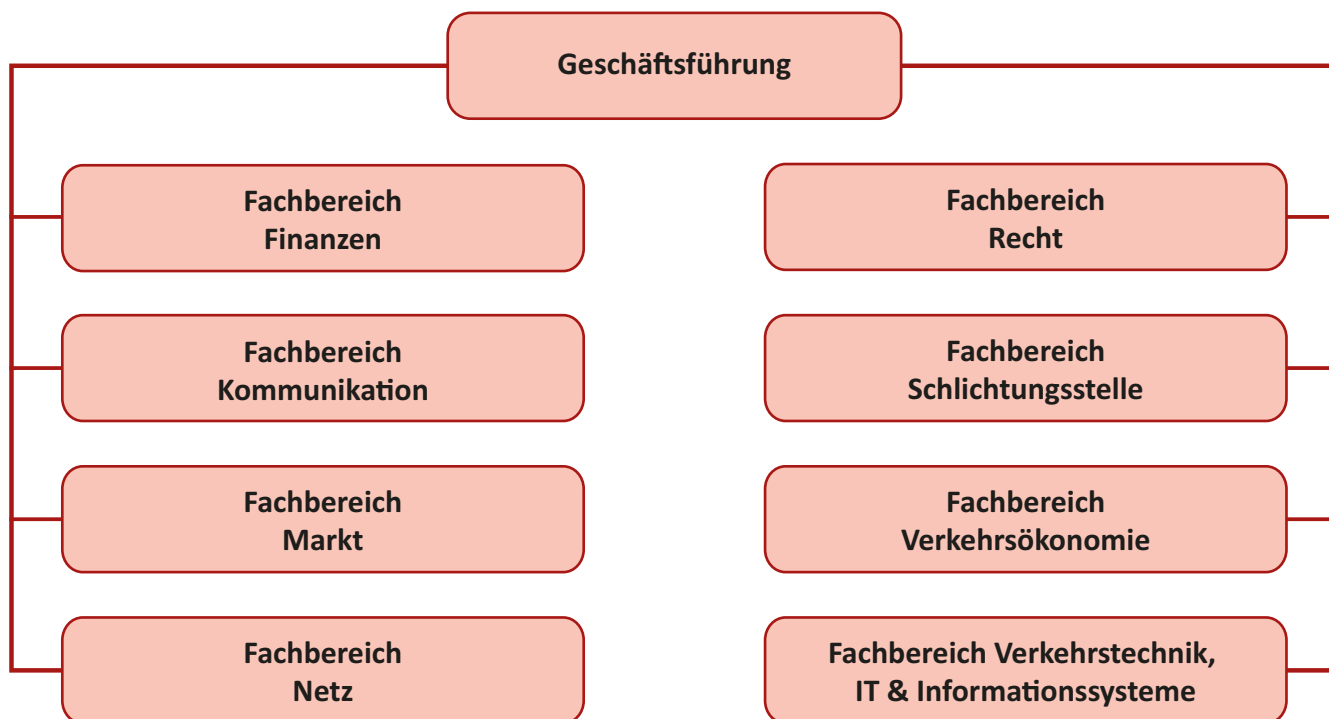 Geschäftsführung
Fachbereich
Finanzen
Fachbereich
Recht
Fachbereich
Kommunikation
Fachbereich
Schlichtungsstelle
Fachbereich
Markt
Fachbereich
Verkehrsökonomie
Fachbereich
Netz
Fachbereich Verkehrstechnik,
IT & Informationssysteme